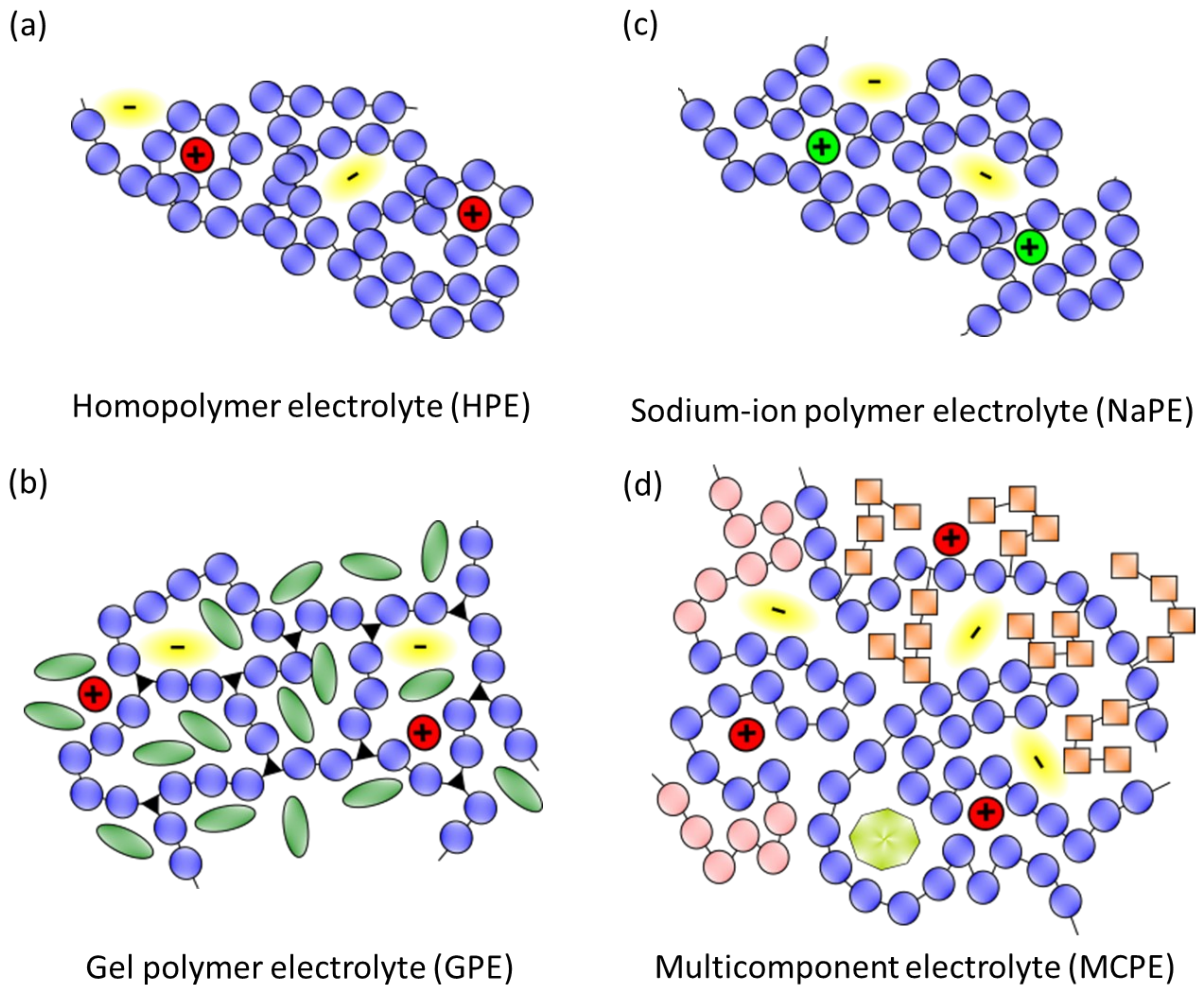 (a)
(c)
Homopolymer electrolyte (HPE)
Sodium-ion polymer electrolyte (NaPE)
(b)
(d)
Gel polymer electrolyte (GPE)
Multicomponent electrolyte (MCPE)